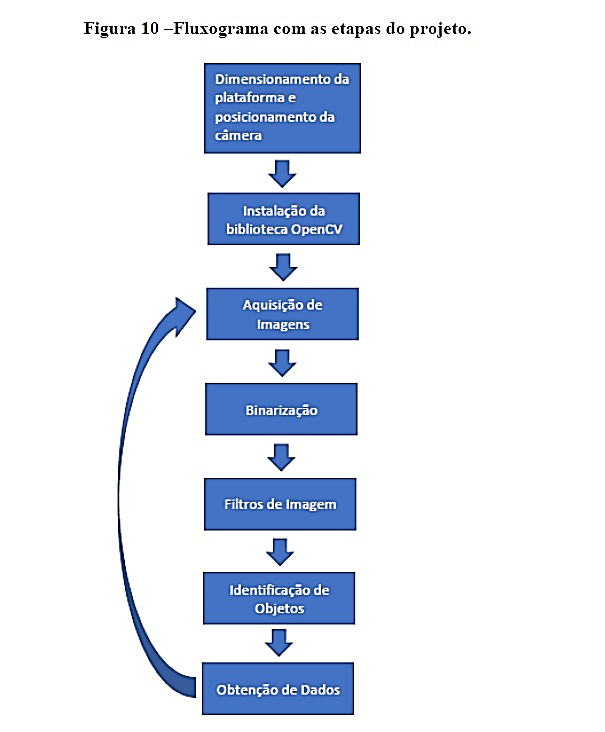 Figura 10 –Fluxograma com as etapas do projeto.
Dimensionamento da
plataforma e
posicionamento da
câmera
Instalação da
biblioteca OpenCV
Aquisição de
Imagens
Binarização
Filtros de Imagem
Identificação de
Objetos
Obtenção de Dados